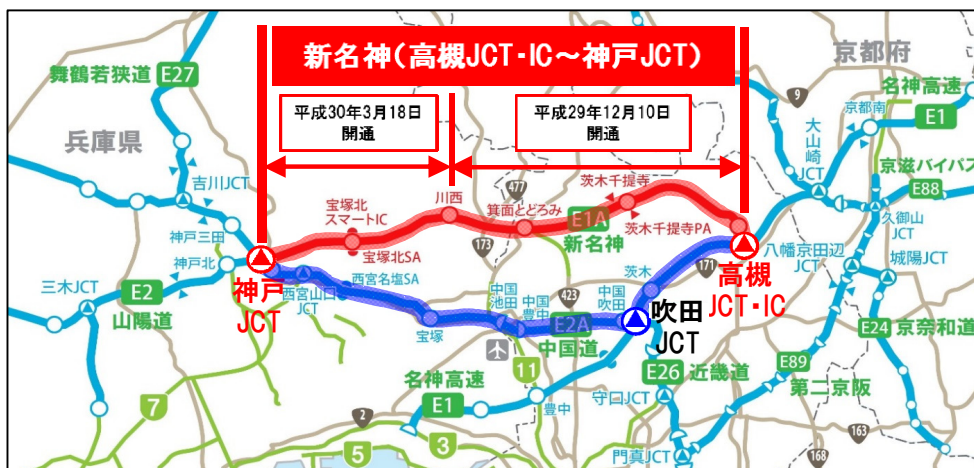 新名神(高槻JCT・IC～神戸JCT)
平成30年3月18日
開通
平成29年12月10日
開通
京都府
名神高速
E1
京都南
9
舞鶴若狭道
E27
兵庫県
大山崎
JCT
京滋バイパス
E88
吉川JCT
477
茨木千提寺
川西
宝塚北
スマートIC
箕面とどろみ
E1A
新名神
茨木千提寺PA
久御山
JCT
神戸三田
宝塚北SA
173
171
八幡京田辺
JCT
城陽JCT
神戸北
神戸
JCT
西宮山口
JCT
西宮名塩SA
茨木
高槻
JCT・IC
三木JCT
E2
山陽道
中国
池田
中国
豊中
423
中国
吹田
吹田
JCT
宝塚
E2A
中国道
E24
京奈和道
名神高速
E1
11
E26
近畿道
E89
第二京阪
7
2
豊中
守口JCT
163
5
3
門真JCT
168